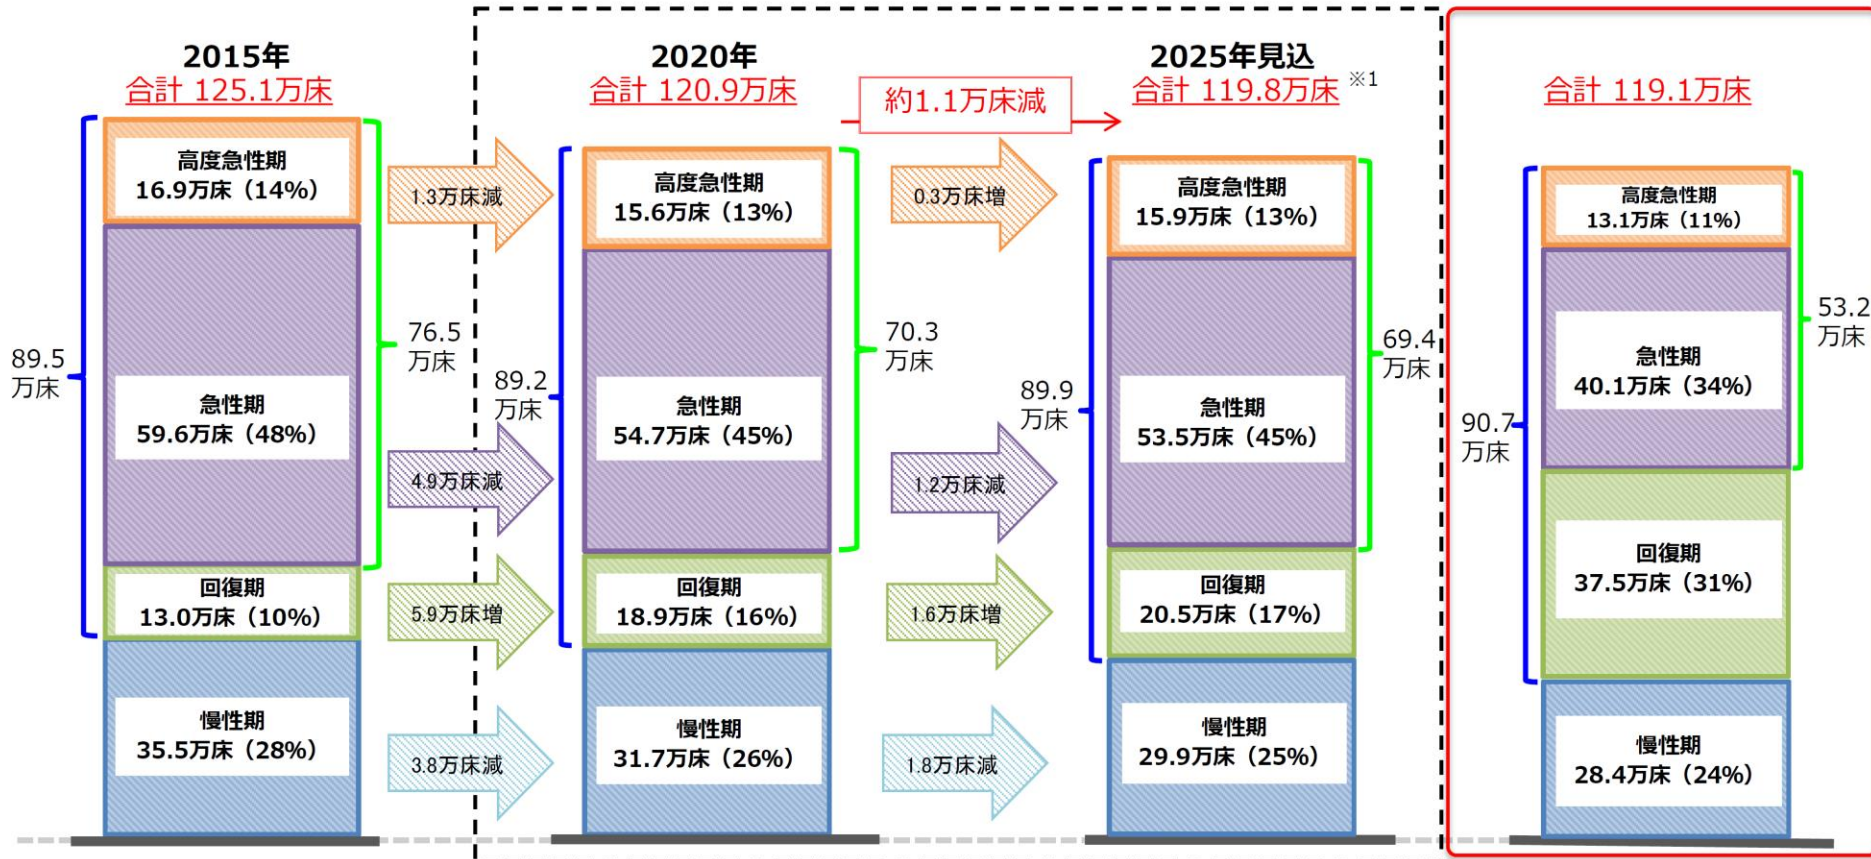 2015年
合計 125.1万床
高度急性期
16.9万床（14%）
急性期
59.6万床（48%）
回復期
13.0万床（10%）
慢性期
35.5万床（28%）
89.5
万床
76.5
万床
1.3万床減
4.9万床減
5.9万床増
3.8万床減
2020年
合計 120.9万床
高度急性期
15.6万床（13%）
急性期
54.7万床（45%）
回復期
18.9万床（16%）
慢性期
31.7万床（26%）
89.2
万床
70.3
万床
約1.1万床減
0.3万床増
1.2万床減
1.6万床増
1.8万床減
2025年見込
合計 119.8万床 ※1
高度急性期
15.9万床（13%）
急性期
53.5万床（45%）
回復期
20.5万床（17%）
慢性期
29.9万床（25%）
89.9
万床
69.4
万床
合計 119.1万床
高度急性期
13.1万床（11%）
急性期
40.1万床（34%）
回復期
37.5万床（31%）
慢性期
28.4万床（24%）
90.7
万床
53.2
万床